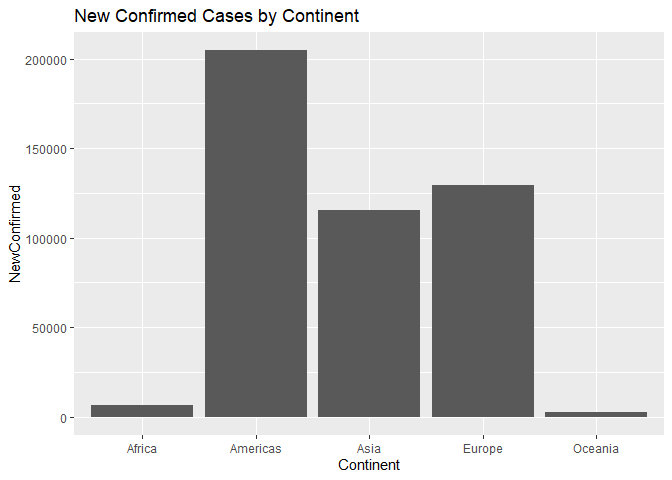 New Confirmed Cases by Continent
NewConfirmed
200000
150000
100000
50000
0
Africa Americas Asia Europe Oceania
Continent